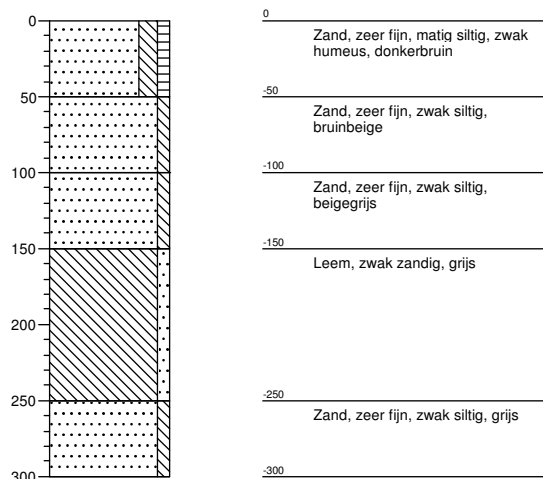 0
50
100
150
200
250
300
0
Zand, zeer fijn, matig siltig, zwak
humeus, donkerbruin
-50
Zand, zeer fijn, zwak siltig,
bruinbeige
-100
Zand, zeer fijn, zwak siltig,
beigegrijs
-150
Leem, zwak zandig, grijs
-250
Zand, zeer fijn, zwak siltig, grijs
-300